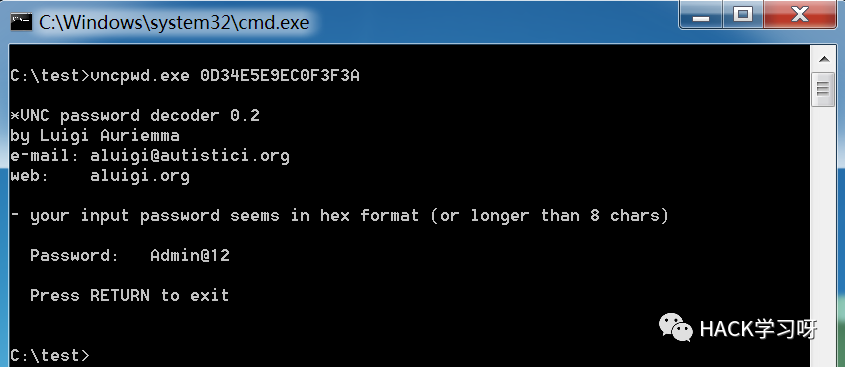 C:\Windows\system32\cmd.exe
C:\test>vncpwd.exe 0D34E5E9EC0F3F3A
*VNC password decoder 0.2
by Luigi Auriemma
e-mail: aluigi@autistici.org
web:    aluigi.org
- your input password seems in hex format (or longer than 8 chars)
Password:   Admin@12
Press RETURN to exit
HACK学习呀
C:\test>